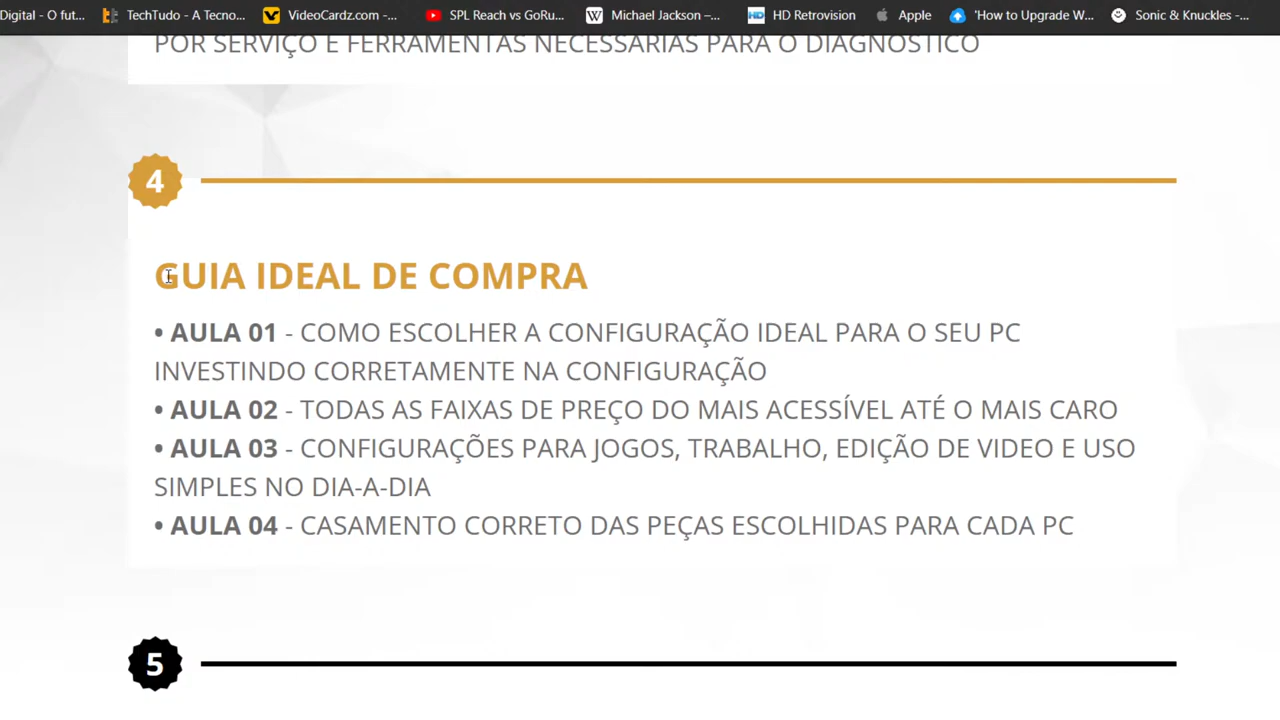 Digital - O fut...
TechTudo - A Tecno...
VideoCardz.com -...
SPL Reach vs GoRu...
Michael Jackson –...
HD Retrovision
Apple
'How to Upgrade W...
Sonic & Knuckles -...
POR SERVIÇO E FERRAMENTAS NECESSÁRIAS PARA O DIAGNÓSTICO
4
GUIA IDEAL DE COMPRA
• AULA 01 - COMO ESCOLHER A CONFIGURAÇÃO IDEAL PARA O SEU PC
INVESTINDO CORRETAMENTE NA CONFIGURAÇÃO
• AULA 02 - TODAS AS FAIXAS DE PREÇO DO MAIS ACESSÍVEL ATÉ O MAIS CARO
• AULA 03 - CONFIGURAÇÕES PARA JOGOS, TRABALHO, EDIÇÃO DE VIDEO E USO
SIMPLES NO DIA-A-DIA
• AULA 04 - CASAMENTO CORRETO DAS PEÇAS ESCOLHIDAS PARA CADA PC
5